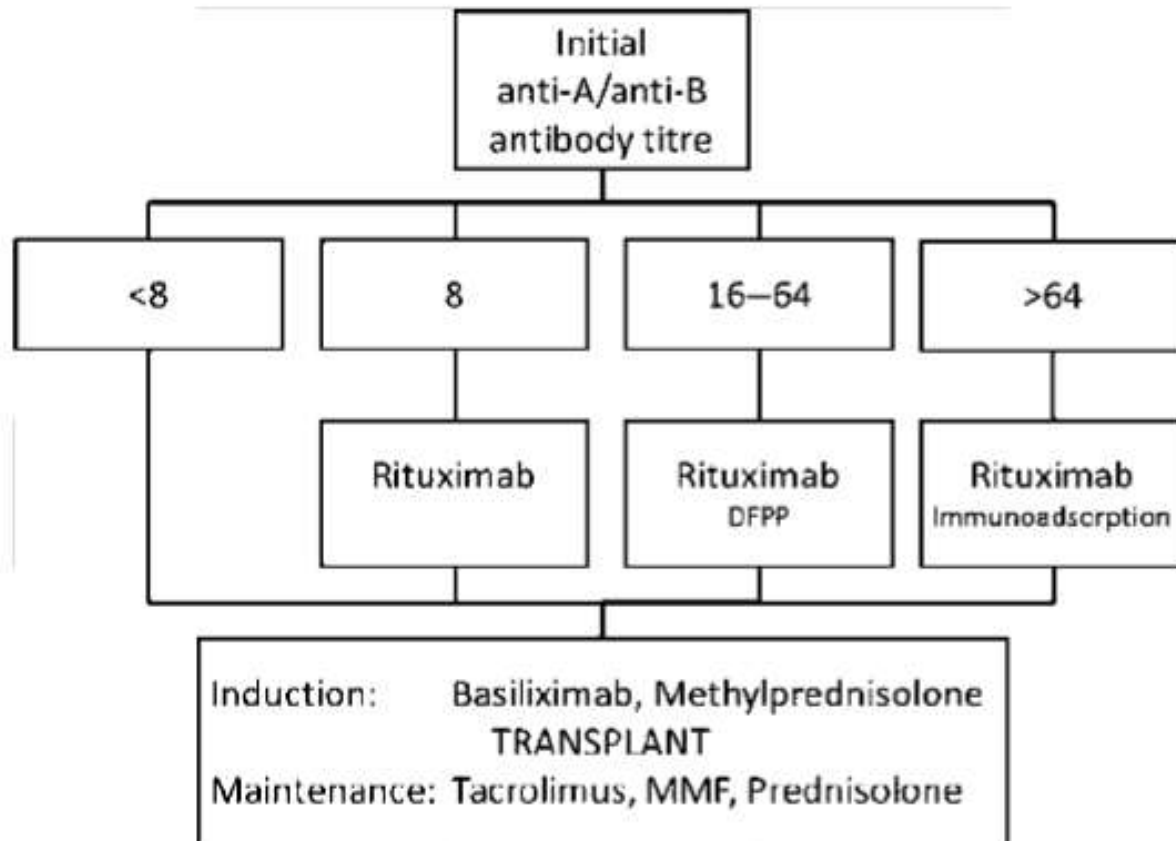 Initial
anti-A/anti-B
antibody titre
<8
8
16–64
>64
Rituximab
Rituximab
DFPP
Rituximab
Immunoadscrption
Induction: Basiliximab, Methylprednisolone
TRANSPLANT
Maintenance: Tacrolimus, MMF, Prednisolone